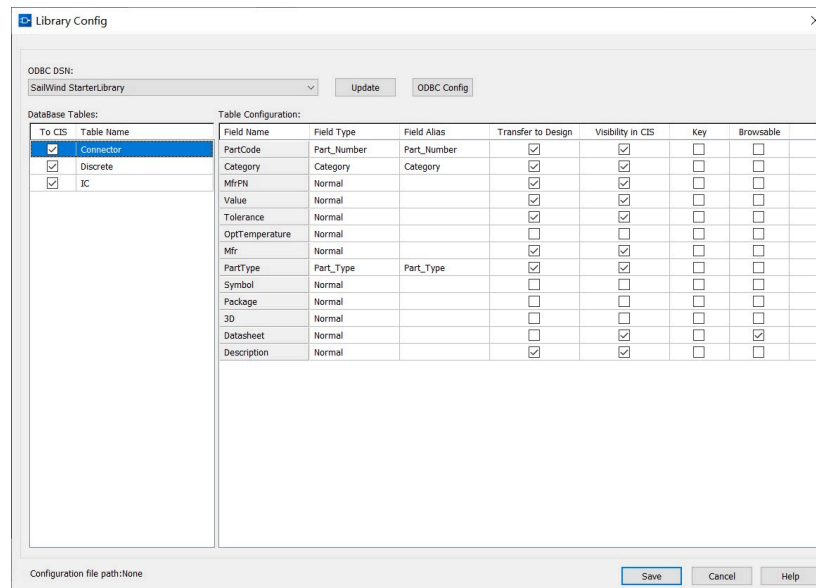 Library Config
ODBC DSN:
SailWind StarterLibrary Update ODBC Config
DataBase Tables: Table Configuration:
To CIS Table Name Field Name Field Type Field Alias Transfer to Design Visibility in CIS Key Browsable
Connector PartCode Part_Number Part_Number
Discrete Category Category Category
IC MfrPN Normal
Value Normal
Tolerance Normal
OptTemperature Normal
Mfr Normal
PartType Part_Type Part_Type
Symbol Normal
Package Normal
3D Normal
Datasheet Normal
Description Normal
Configuration file path:None Save Cancel Help